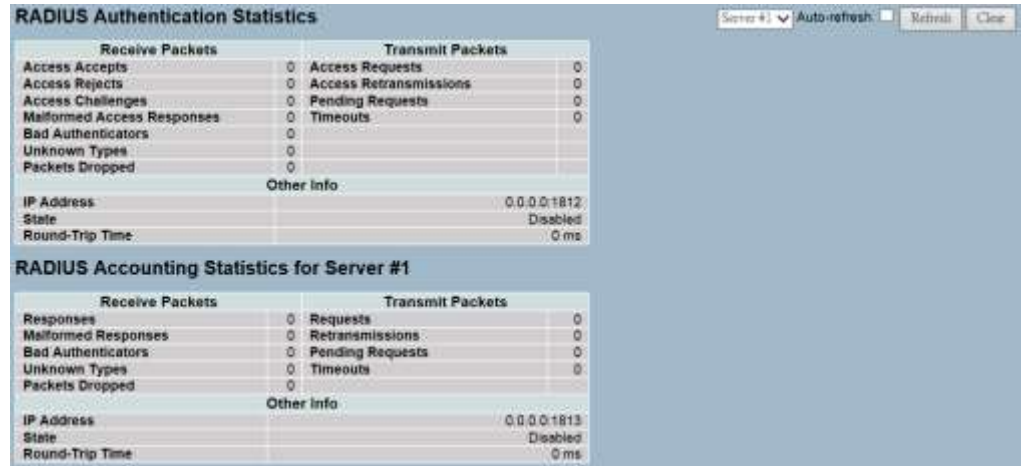 RADIUS Authentication Statistics
Server #1 Auto-refresh Refresh Clear
Receive Packets Transmit Packets
Access Accepts 0 Access Requests 0
Access Rejects 0 Access Retransmissions 0
Access Challenges 0 Pending Requests 0
Malformed Access Responses 0 Timeouts 0
Bad Authenticators 0
Unknown Types 0
Packets Dropped 0
Other Info
IP Address 0.0.0.0:1812
State Disabled
Round-Trip Time 0 ms
RADIUS Accounting Statistics for Server #1
Receive Packets Transmit Packets
Responses 0 Requests 0
Malformed Responses 0 Retransmissions 0
Bad Authenticators 0 Pending Requests 0
Unknown Types 0 Timeouts 0
Packets Dropped 0
Other Info
IP Address 0.0.0.0:1813
State Disabled
Round-Trip Time 0 ms